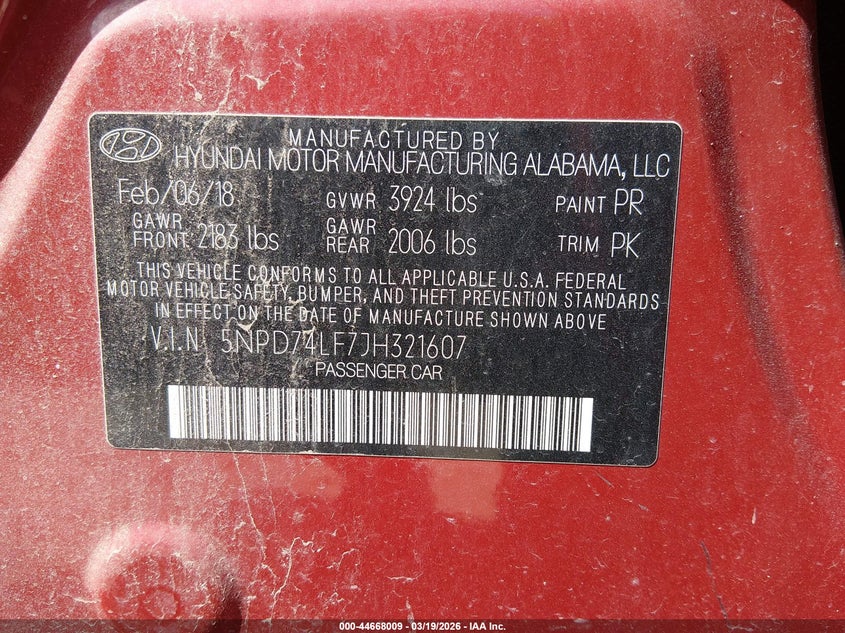 MANUFACTURED BY
HYUNDAI MOTOR MANUFACTURING ALABAMA, LLC
Feb/06/18 GVWR 3924 lbs PAINT PR
GAWR FRONT 2183 lbs GAWR REAR 2006 lbs TRIM PK
THIS VEHICLE CONFORMS TO ALL APPLICABLE U.S.A. FEDERAL
MOTOR VEHICLE SAFETY, BUMPER, AND THEFT PREVENTION STANDARDS
IN EFFECT ON THE DATE OF MANUFACTURE SHOWN ABOVE
V.I.N 5NPD74LF7JH321607
PASSENGER CAR
000-44668009 — 03/19/2026 — IAA Inc.